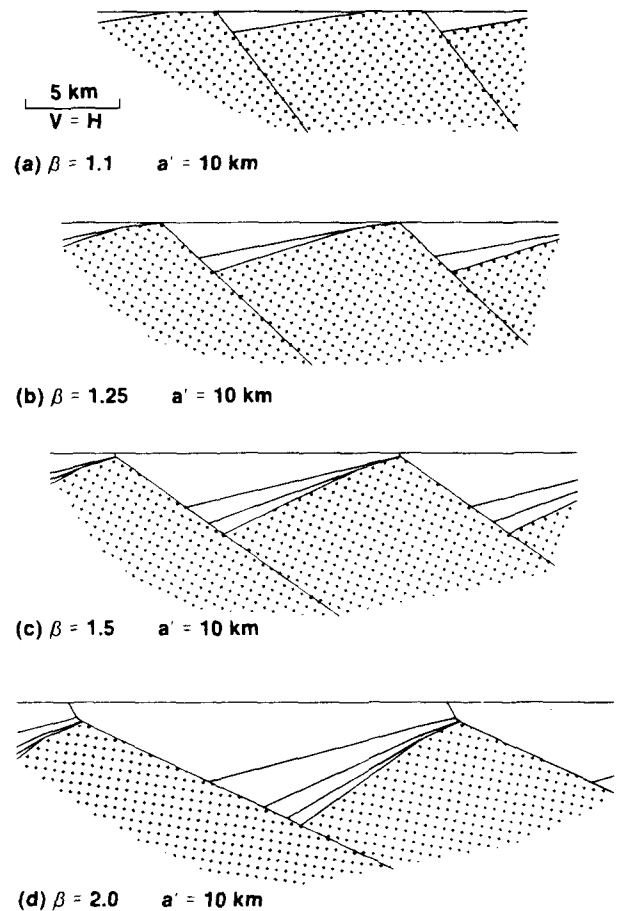 5 km
V = H
(a) β = 1.1 a′ = 10 km
(b) β = 1.25 a′ = 10 km
(c) β = 1.5 a′ = 10 km
(d) β = 2.0 a′ = 10 km